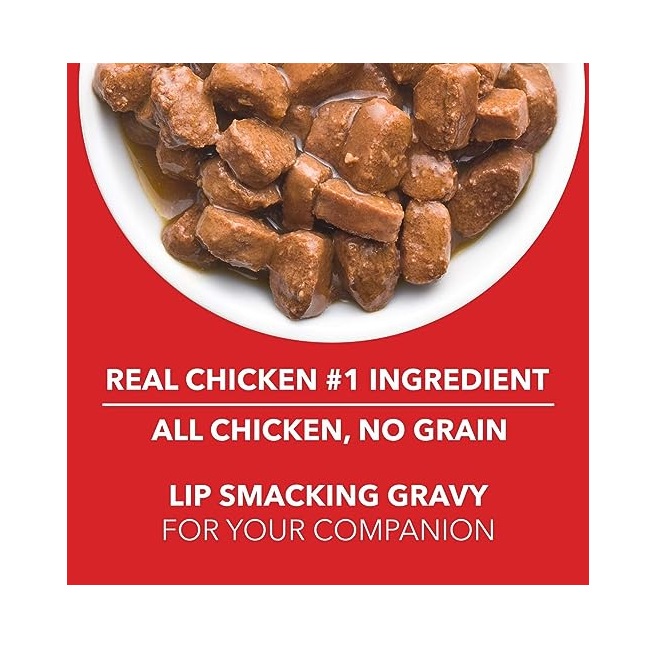 REAL CHICKEN #1 INGREDIENT
ALL CHICKEN, NO GRAIN
LIP SMACKING GRAVY
FOR YOUR COMPANION